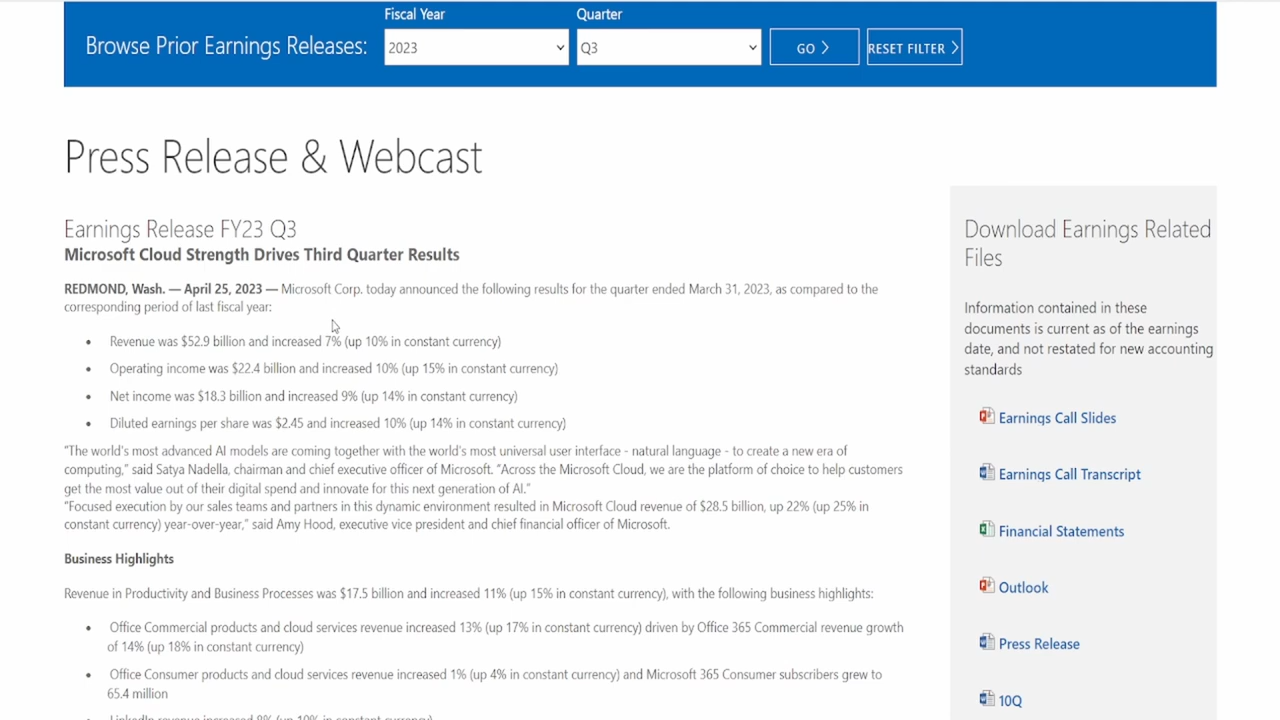 Fiscal Year
Quarter
Browse Prior Earnings Releases:
2023
Q3
GO
RESET FILTER
Press Release & Webcast
Earnings Release FY23 Q3
Microsoft Cloud Strength Drives Third Quarter Results
REDMOND, Wash. — April 25, 2023 — Microsoft Corp. today announced the following results for the quarter ended March 31, 2023, as compared to the
corresponding period of last fiscal year:
• Revenue was $52.9 billion and increased 7% (up 10% in constant currency)
• Operating income was $22.4 billion and increased 10% (up 15% in constant currency)
• Net income was $18.3 billion and increased 9% (up 14% in constant currency)
• Diluted earnings per share was $2.45 and increased 10% (up 14% in constant currency)
"The world's most advanced AI models are coming together with the world's most universal user interface - natural language - to create a new era of
computing," said Satya Nadella, chairman and chief executive officer of Microsoft. "Across the Microsoft Cloud, we are the platform of choice to help customers
get the most value out of their digital spend and innovate for this next generation of AI."
"Focused execution by our sales teams and partners in this dynamic environment resulted in Microsoft Cloud revenue of $28.5 billion, up 22% (up 25% in
constant currency) year-over-year," said Amy Hood, executive vice president and chief financial officer of Microsoft.
Business Highlights
Revenue in Productivity and Business Processes was $17.5 billion and increased 11% (up 15% in constant currency), with the following business highlights:
• Office Commercial products and cloud services revenue increased 13% (up 17% in constant currency) driven by Office 365 Commercial revenue growth
of 14% (up 18% in constant currency)
• Office Consumer products and cloud services revenue increased 1% (up 4% in constant currency) and Microsoft 365 Consumer subscribers grew to
65.4 million
LinkedIn revenue increased 8% (up 10% in constant currency)
Download Earnings Related
Files
Information contained in these
documents is current as of the earnings
date, and not restated for new accounting
standards
Earnings Call Slides
Earnings Call Transcript
Financial Statements
Outlook
Press Release
10Q